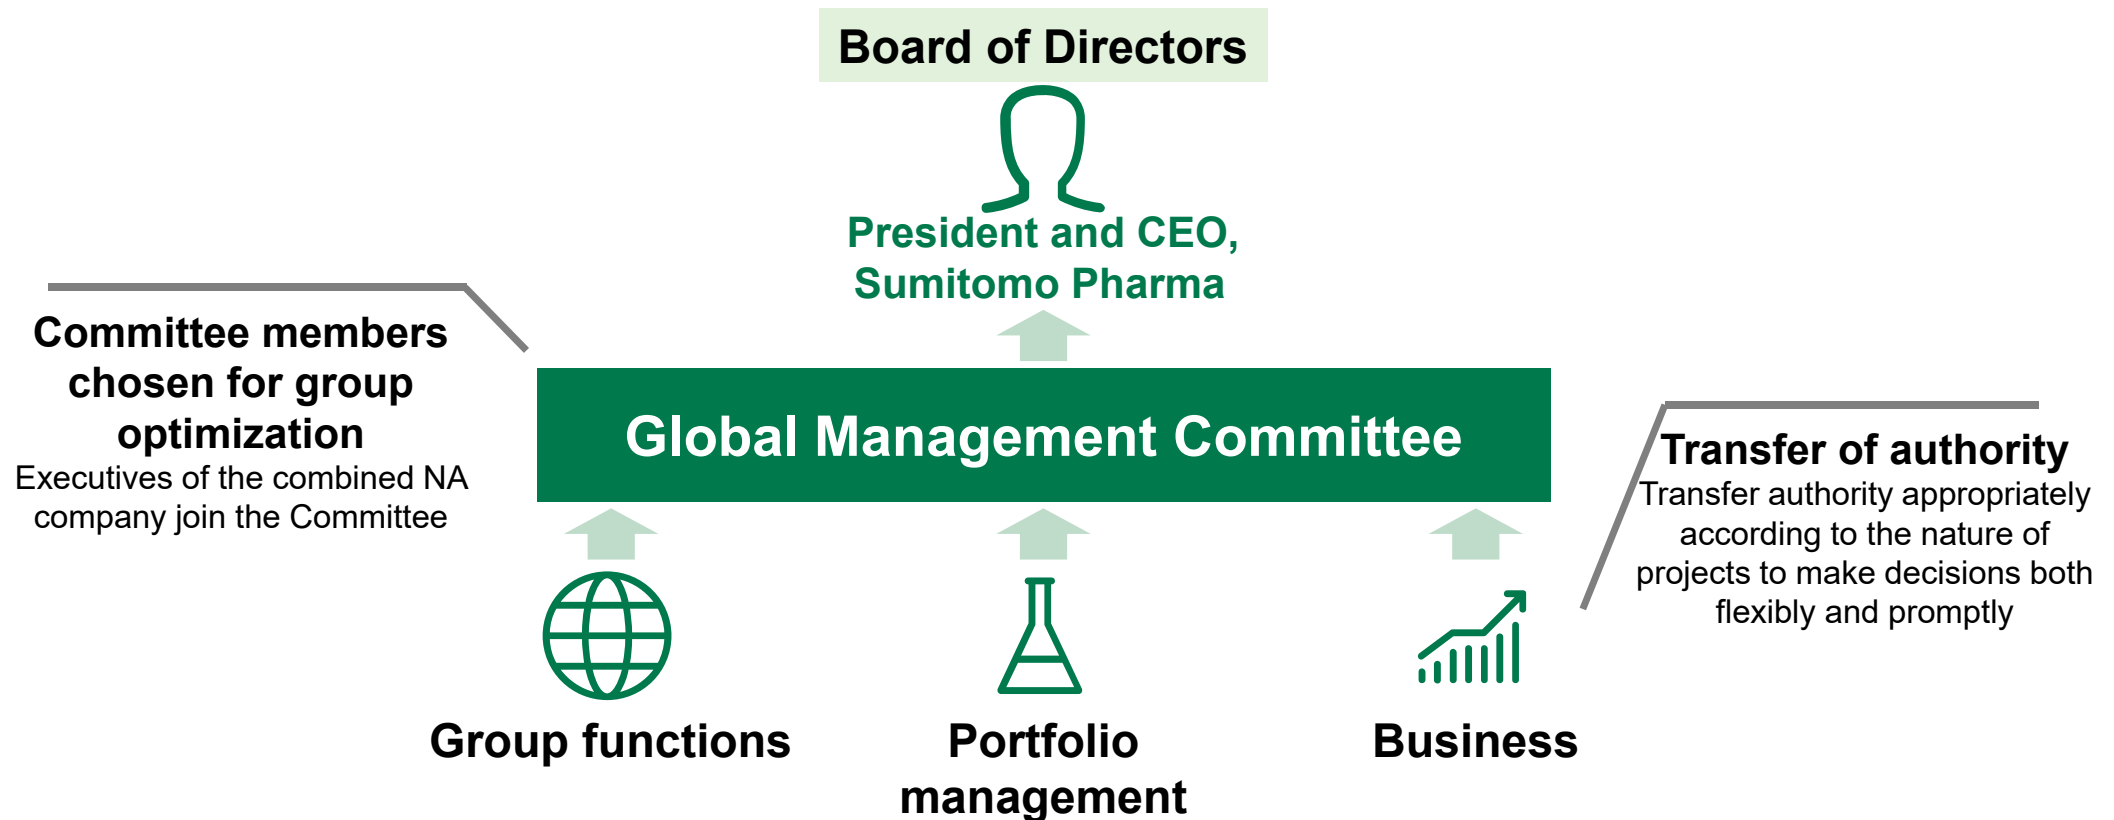 Board of Directors
President and CEO,
Sumitomo Pharma
Committee members
chosen for group
optimization
Executives of the combined NA
company join the Committee
Global Management Committee
Transfer of authority
Transfer authority appropriately
according to the nature of
projects to make decisions both
flexibly and promptly
Group functions
Portfolio
management
Business